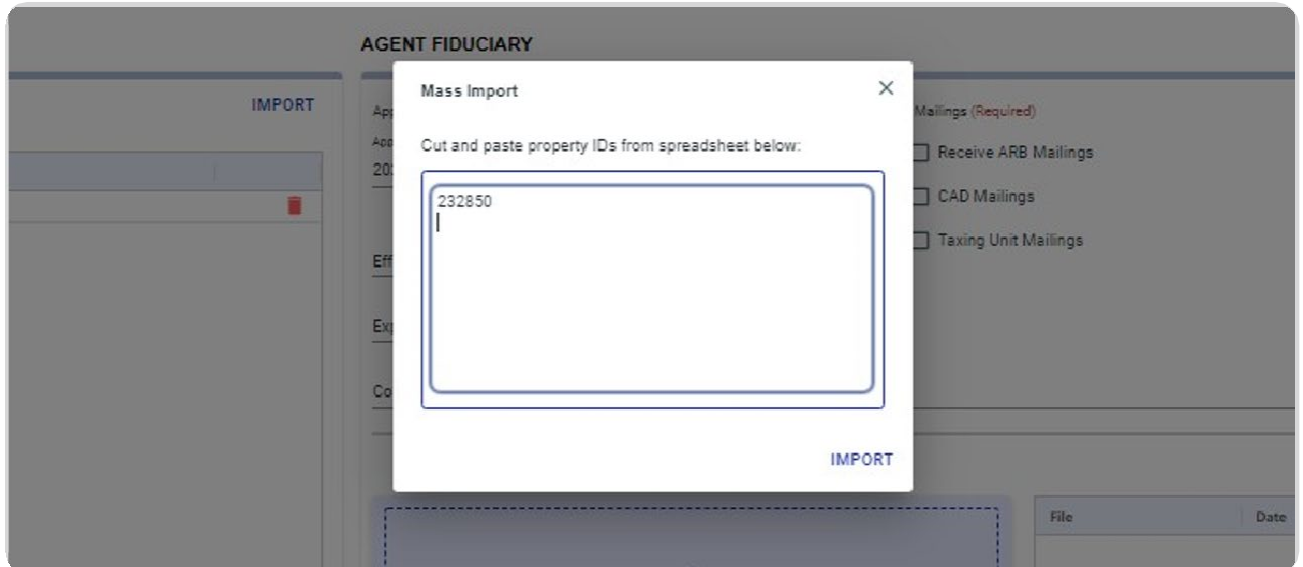 AGENT FIDUCIARY
IMPORT
Mass Import
Cut and paste property IDs from spreadsheet below:
232850
IMPORT
Mailings (Required)
Receive ARB Mailings
CAD Mailings
Taxing Unit Mailings
File
Date